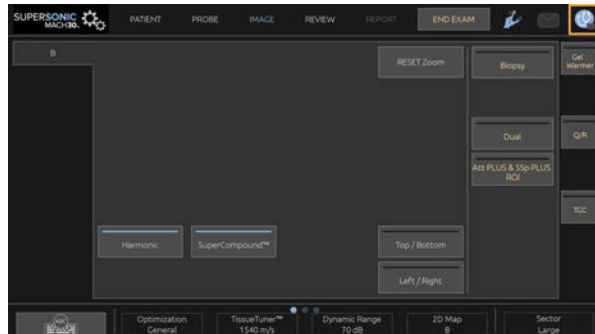 SUPERSONIC
MACH30.
PATIENT
PROBE
IMAGE
REVIEW
REPORT
END EXAM
B
RESET Zoom
Biopsy
Gel
Warmer
Dual
Q/R
Att PLUS & SSp PLUS
ROI
TGC
Harmonic
SuperCompound™
Top / Bottom
Left / Right
AEC
Optimization
General
TissueTuner™
1540 m/s
Dynamic Range
70 dB
2D Map
8
Sector
Large